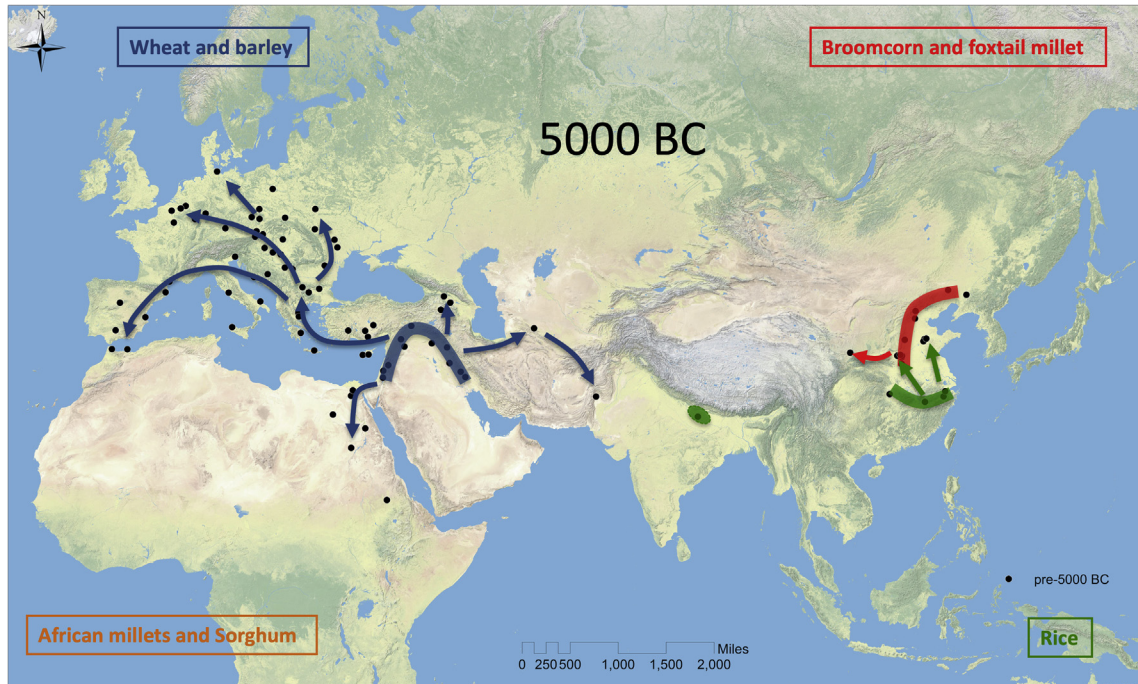 N
Wheat and barley
Broomcorn and foxtail millet
5000 BC
pre-5000 BC
African millets and Sorghum
Rice
Miles
0 250 500 1,000 1,500 2,000